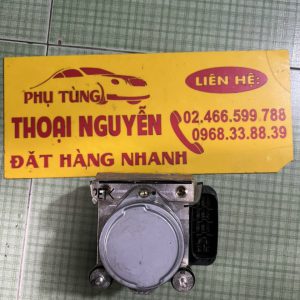 PHỤ TÙNG
THOẠI NGUYỄN
ĐẶT HÀNG NHANH
LIÊN HỆ:
02.466.599.788
0968.33.88.39